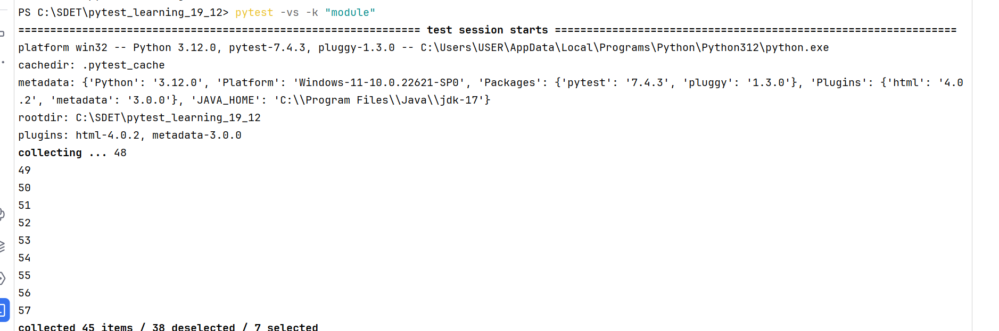 PS C:\SDET\pytest_learning_19_12> pytest -vs -k "module"
=============================================================== test session starts ===============================================================
platform win32 -- Python 3.12.0, pytest-7.4.3, pluggy-1.3.0 -- C:\Users\USER\AppData\Local\Programs\Python\Python312\python.exe
cachedir: .pytest_cache
metadata: {'Python': '3.12.0', 'Platform': 'Windows-11-10.0.22621-SP0', 'Packages': {'pytest': '7.4.3', 'pluggy': '1.3.0'}, 'Plugins': {'html': '4.0
.2', 'metadata': '3.0.0'}, 'JAVA_HOME': 'C:\\Program Files\\Java\\jdk-17'}
rootdir: C:\SDET\pytest_learning_19_12
plugins: html-4.0.2, metadata-3.0.0
collecting ... 48
49
50
51
52
53
54
55
56
57
collected 45 items / 38 deselected / 7 selected